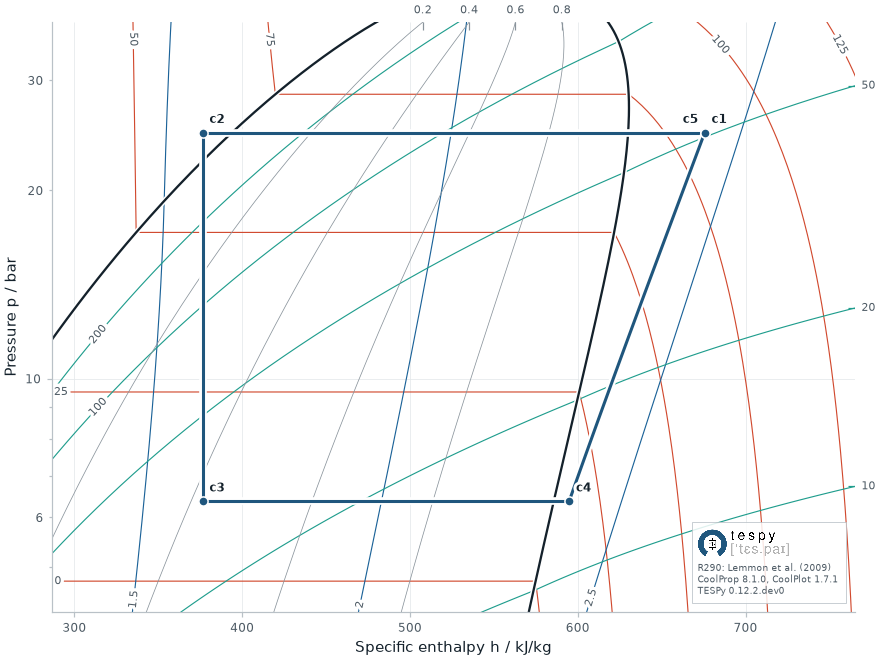 0.2 0.4 0.6 0.8
50
75
100
125
30
50
c2
c5 c1
20
20
200
10
25
100
10
c3
c4
6
tespy
['tɛs.paɪ]
R290: Lemmon et al. (2009)
CoolProp 8.1.0, CoolPlot 1.7.1
TESPy 0.12.2.dev0
0
1.5
2
2.5
300 400 500 600 700
Specific enthalpy h / kJ/kg
Pressure p / bar